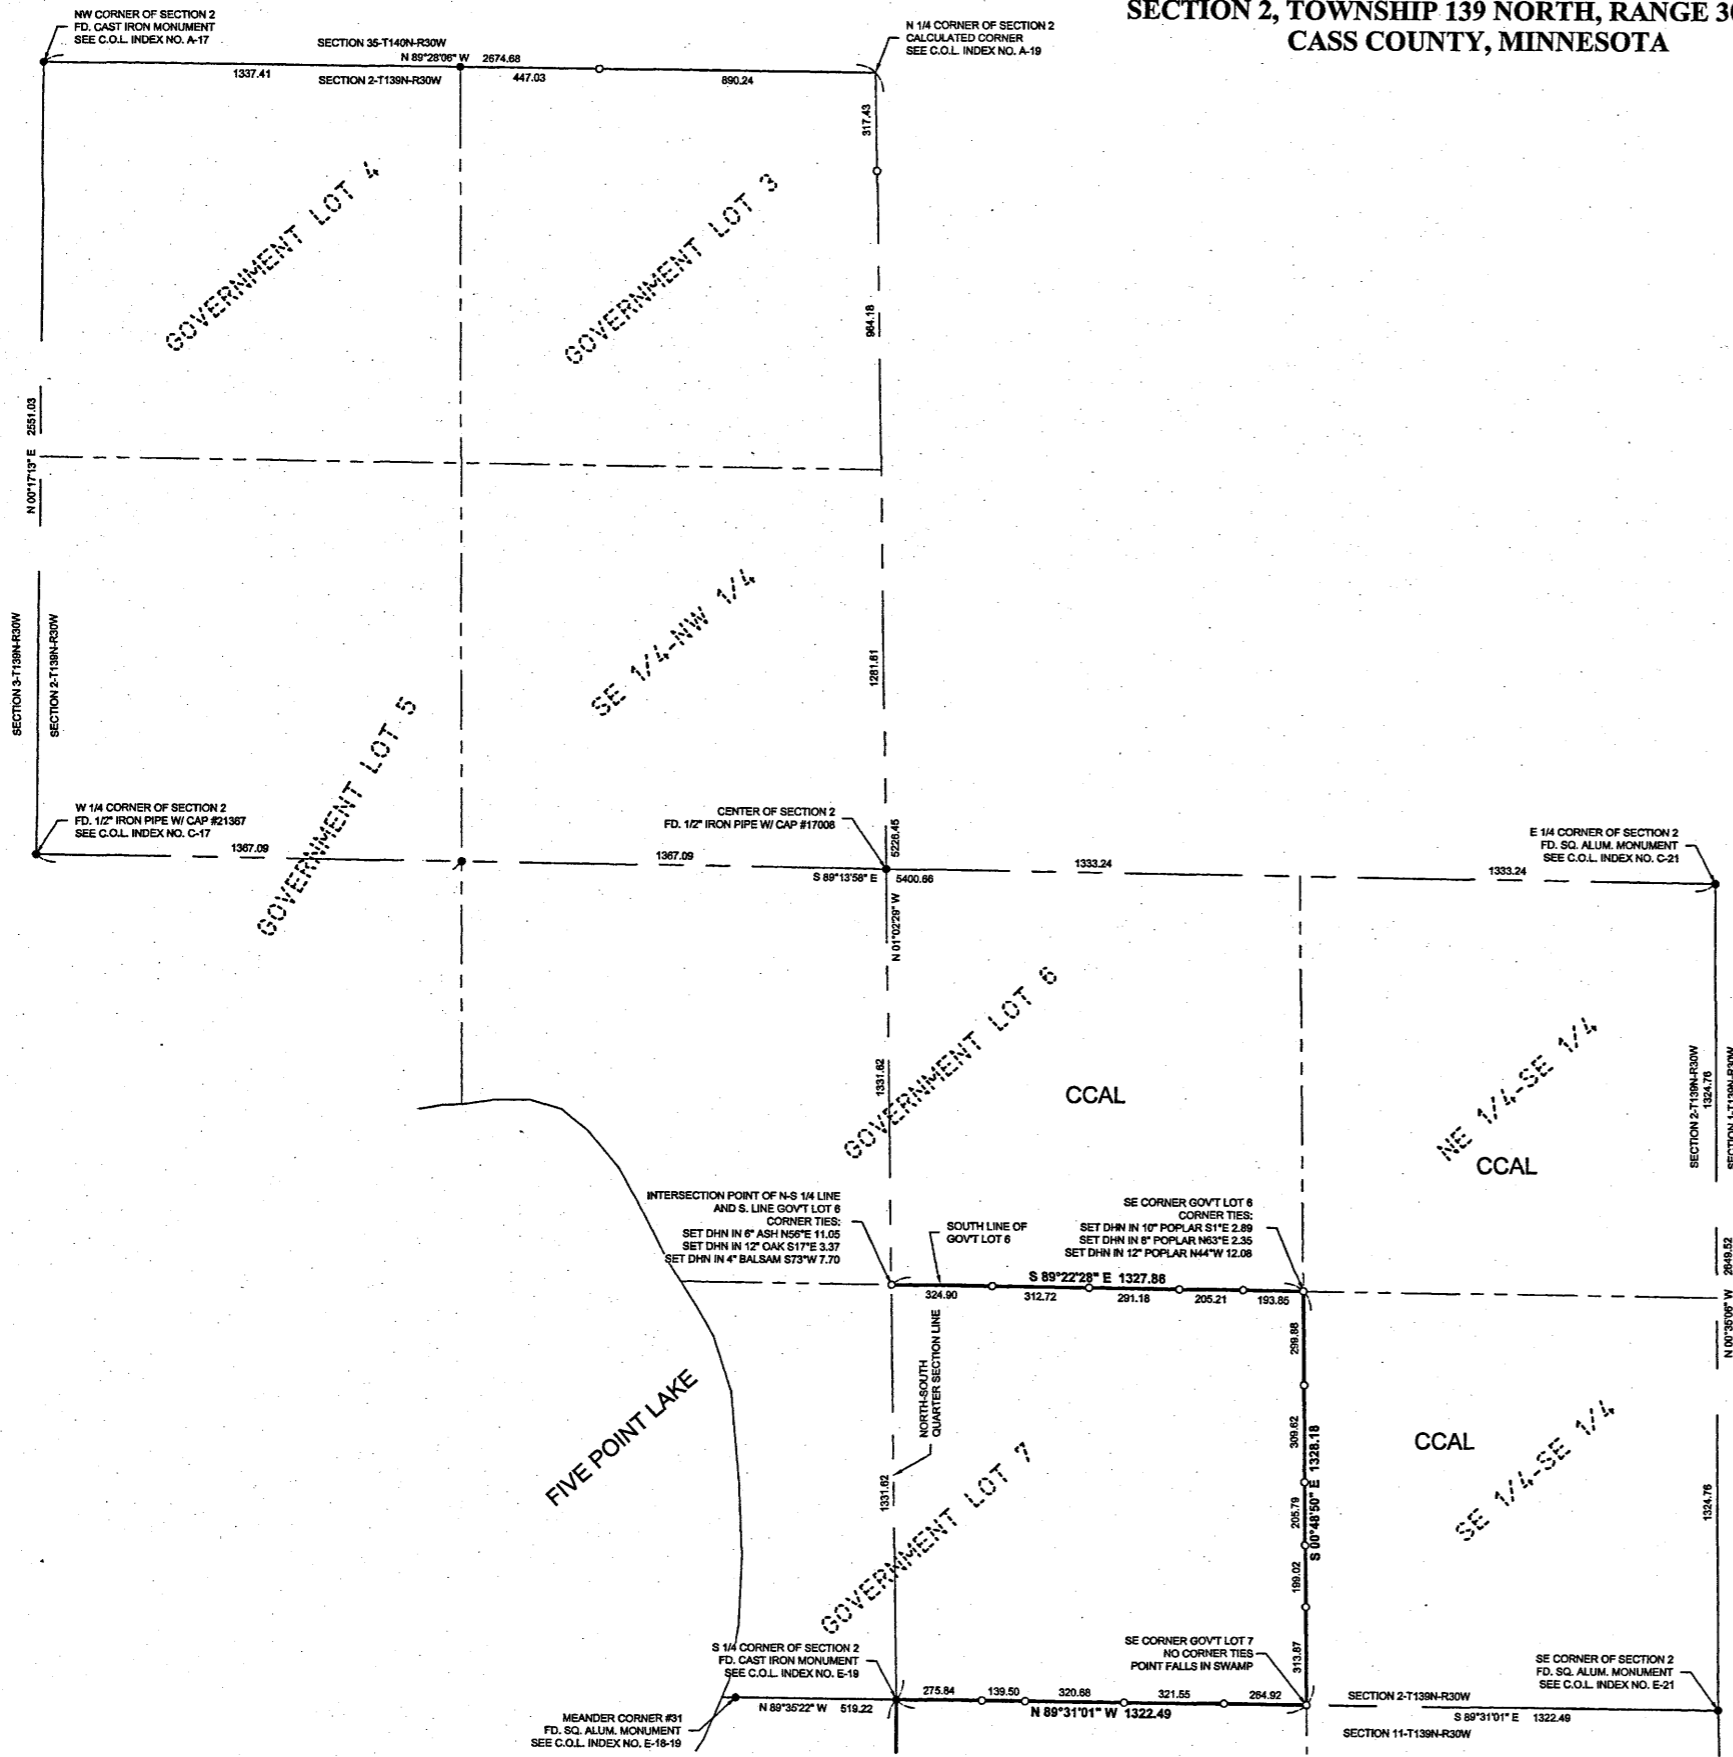 SECTION 2, TOWNSHIP 139 NORTH, RANGE
CASS COUNTY, MINNESOTA
NW CORNER OF SECTION 2
FD. CAST IRON MONUMENT
SEE C.O.L. INDEX NO. A-17
SECTION 35-T140N-R30W
N 89°28'06" W 2674.68
1337.41
SECTION 2-T139N-R30W
447.03
890.24
N 1/4 CORNER OF SECTION 2
CALCULATED CORNER
SEE C.O.L. INDEX NO. A-19
317.43
GOVERNMENT LOT 4
GOVERNMENT LOT 3
964.18
N 00°17'13" E 2551.03
SE 1/4-NW 1/4
1281.61
SECTION 3-T139N-R30W
SECTION 2-T139N-R30W
GOVERNMENT LOT 5
W 1/4 CORNER OF SECTION 2
FD. 1/2" IRON PIPE W/ CAP #21367
SEE C.O.L. INDEX NO. C-17
1367.09
CENTER OF SECTION 2
FD. 1/2" IRON PIPE W/ CAP #17008
1367.09
5226.45
S 89°13'58" E 5400.66
N 01°02'29" W
1333.24
E 1/4 CORNER OF SECTION 2
FD. SQ. ALUM. MONUMENT
SEE C.O.L. INDEX NO. C-21
1333.24
GOVERNMENT LOT 6
CCAL
1331.62
NE 1/4-SE 1/4
CCAL
SECTION 2-T139N-R30W
1324.76
SECTION 1-T139N-R30W
INTERSECTION POINT OF N-S 1/4 LINE
AND S. LINE GOV'T LOT 6
CORNER TIES:
SET DHN IN 6" ASH N56°E 11.05
SET DHN IN 12" OAK S17°E 3.37
SET DHN IN 4" BALSAM S73°W 7.70
SOUTH LINE OF
GOV'T LOT 6
SE CORNER GOV'T LOT 6
CORNER TIES:
SET DHN IN 10" POPLAR S1°E 2.89
SET DHN IN 8" POPLAR N63°E 2.35
SET DHN IN 12" POPLAR N44°W 12.08
S 89°22'28" E 1327.86
324.90
312.72
291.18
205.21
193.85
N 00°35'06" W 2649.52
299.88
NORTH-SOUTH
QUARTER SECTION LINE
FIVE POINT LAKE
309.62
S 00°48'50" E 1328.18
205.79
199.02
313.87
CCAL
SE 1/4-SE 1/4
1331.62
1324.76
GOVERNMENT LOT 7
S 1/4 CORNER OF SECTION 2
FD. CAST IRON MONUMENT
SEE C.O.L. INDEX NO. E-19
SE CORNER GOV'T LOT 7
NO CORNER TIES
POINT FALLS IN SWAMP
SE CORNER OF SECTION 2
FD. SQ. ALUM. MONUMENT
SEE C.O.L. INDEX NO. E-21
275.84
139.50
320.68
321.55
264.92
N 89°35'22" W 519.22
N 89°31'01" W 1322.49
SECTION 2-T139N-R30W
S 89°31'01" E 1322.49
SECTION 11-T139N-R30W
MEANDER CORNER #31
FD. SQ. ALUM. MONUMENT
SEE C.O.L. INDEX NO. E-18-19